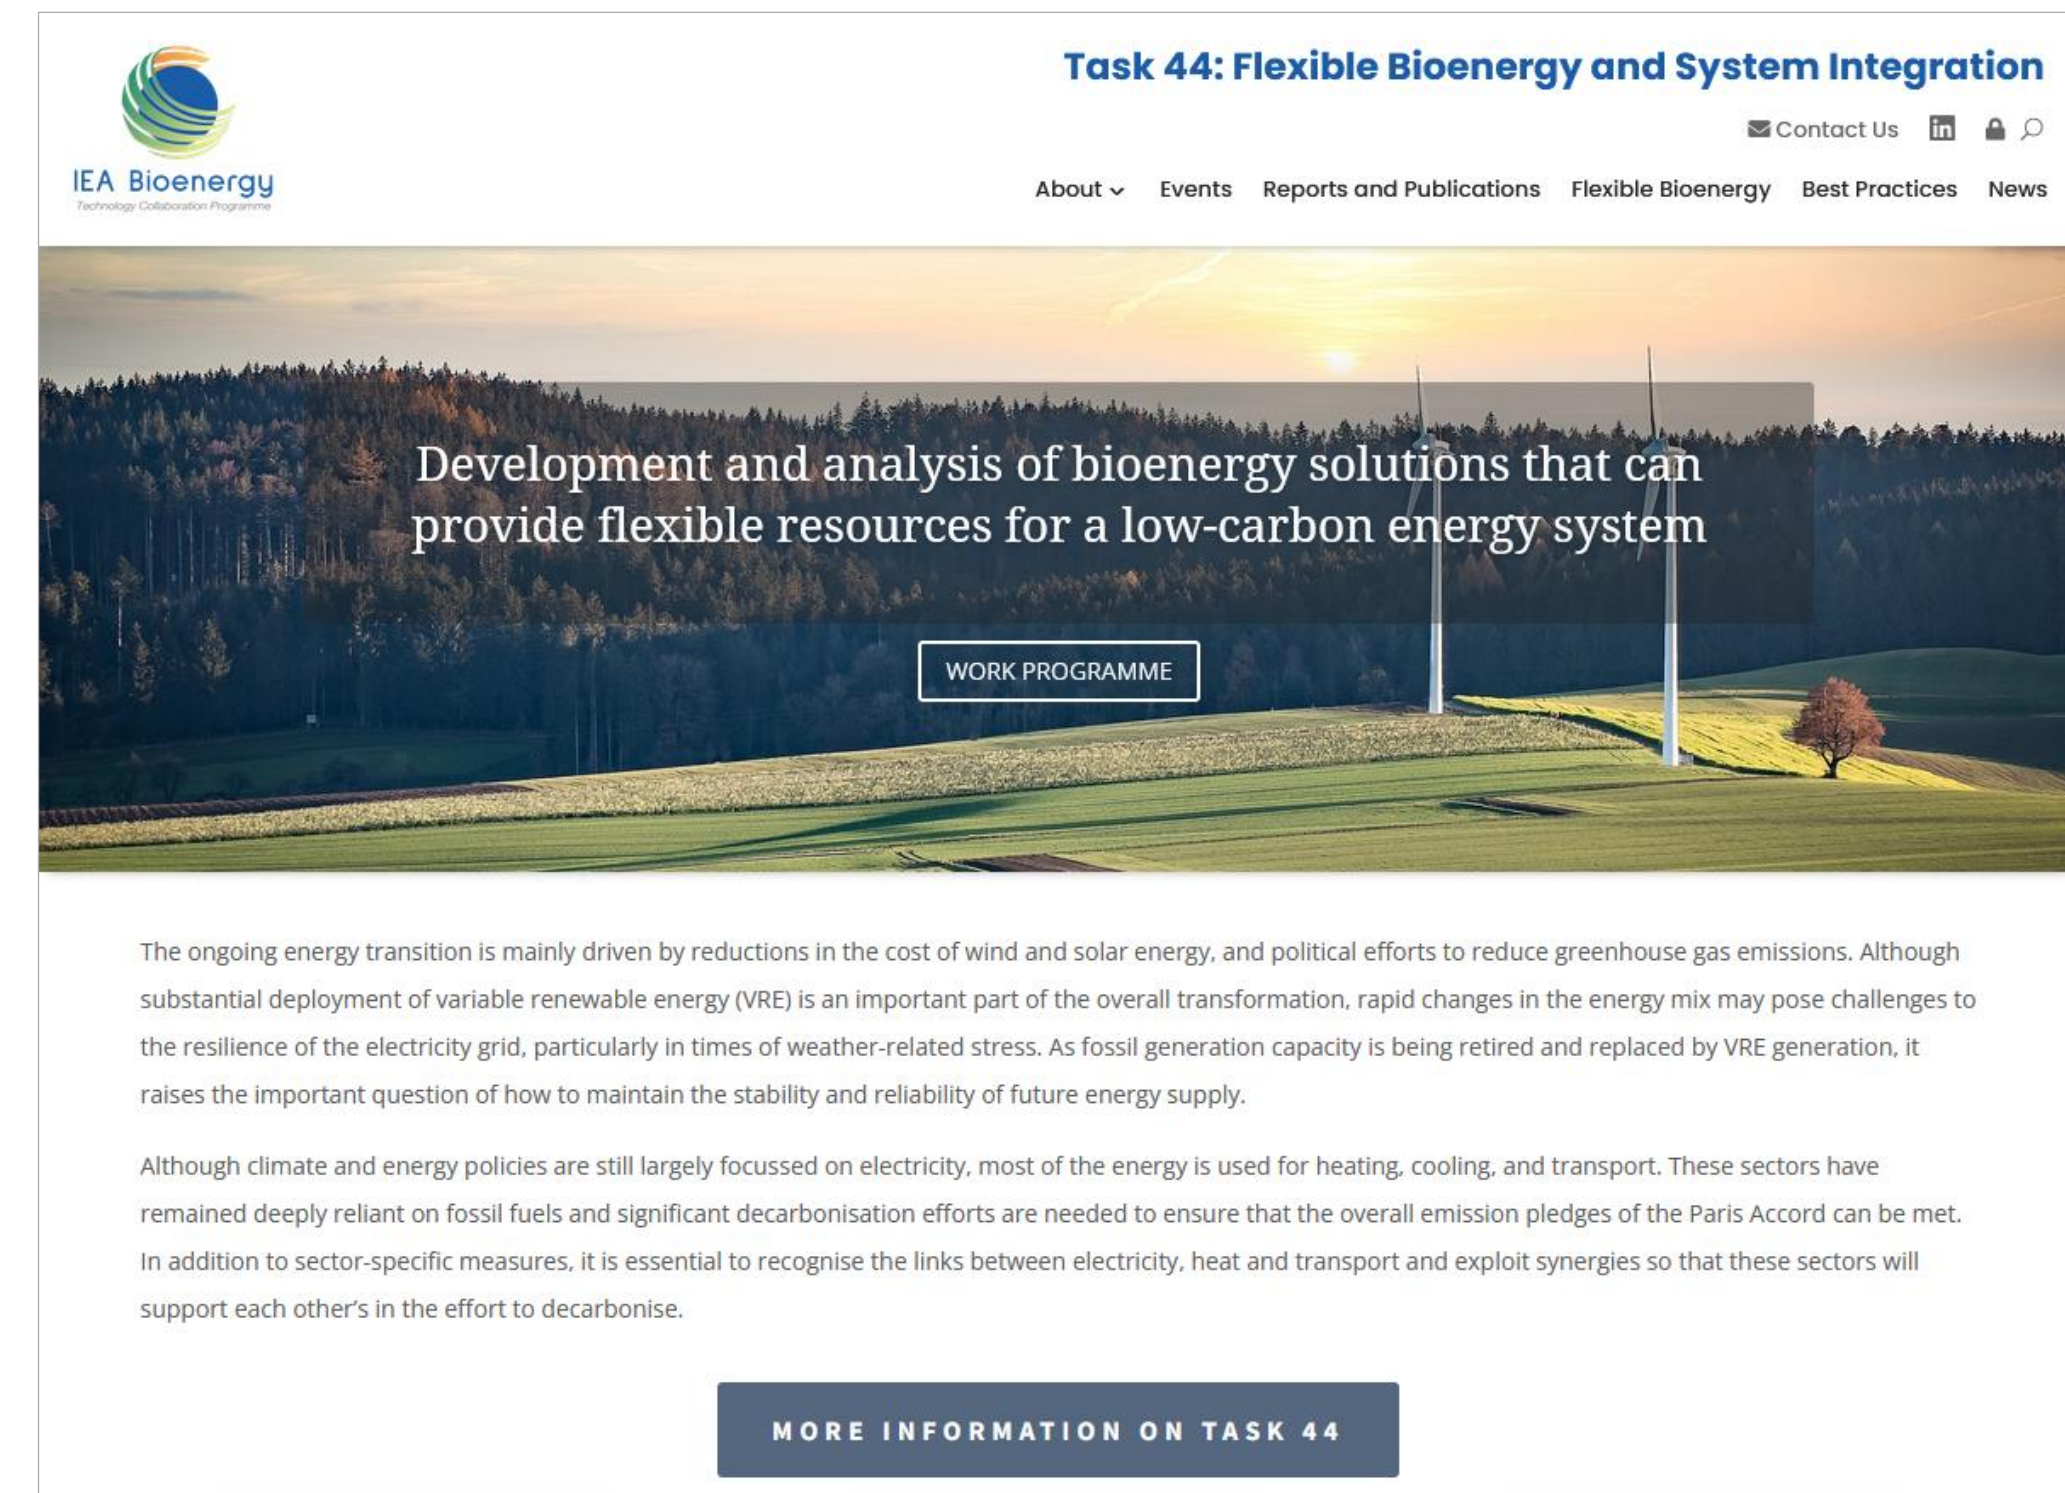 Task 44: Flexible Bioenergy and System Integration
Contact Us
in
IEA Bioenergy
Technology Collaboration Programme
About Events Reports and Publications Flexible Bioenergy Best Practices News
Development and analysis of bioenergy solutions that can
provide flexible resources for a low-carbon energy system
WORK PROGRAMME
The ongoing energy transition is mainly driven by reductions in the cost of wind and solar energy, and political efforts to reduce greenhouse gas emissions. Although
substantial deployment of variable renewable energy (VRE) is an important part of the overall transformation, rapid changes in the energy mix may pose challenges to
the resilience of the electricity grid, particularly in times of weather-related stress. As fossil generation capacity is being retired and replaced by VRE generation, it
raises the important question of how to maintain the stability and reliability of future energy supply.
Although climate and energy policies are still largely focussed on electricity, most of the energy is used for heating, cooling, and transport. These sectors have
remained deeply reliant on fossil fuels and significant decarbonisation efforts are needed to ensure that the overall emission pledges of the Paris Accord can be met.
In addition to sector-specific measures, it is essential to recognise the links between electricity, heat and transport and exploit synergies so that these sectors will
support each other's in the effort to decarbonise.
MORE INFORMATION ON TASK 44